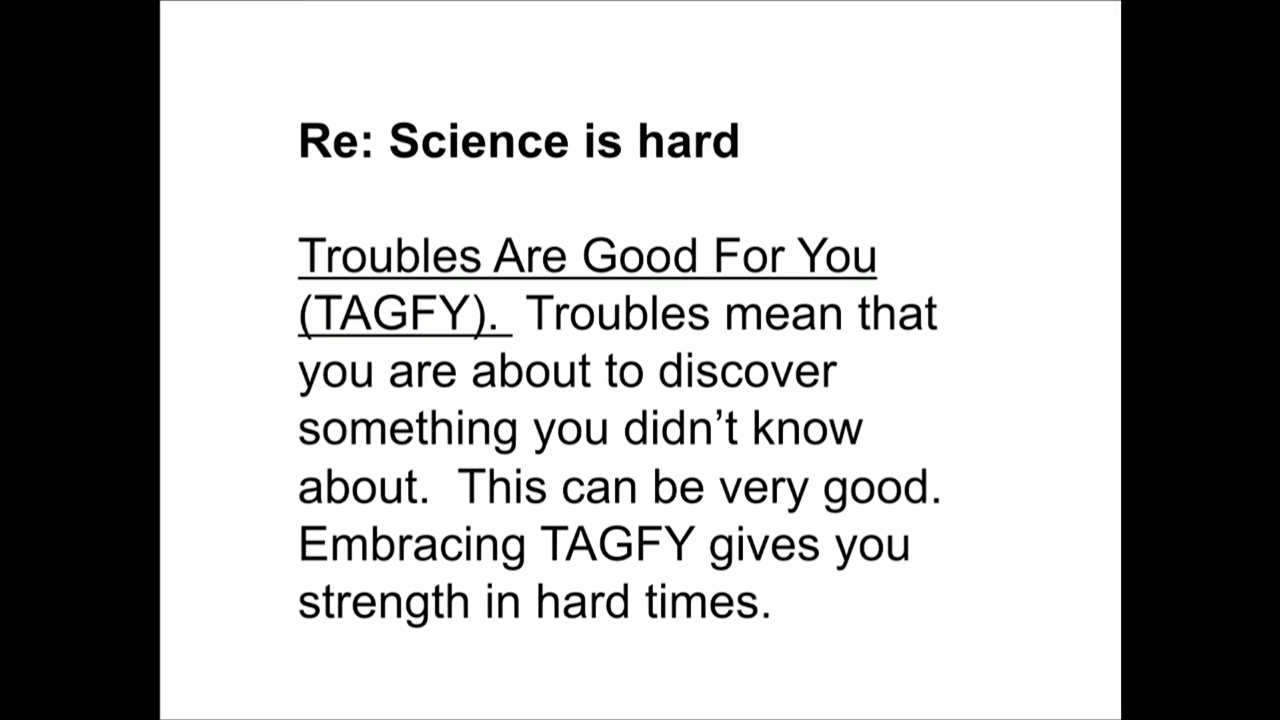 Re: Science is hard
Troubles Are Good For You
(TAGFY).  Troubles mean that
you are about to discover
something you didn’t know
about.  This can be very good.
Embracing TAGFY gives you
strength in hard times.